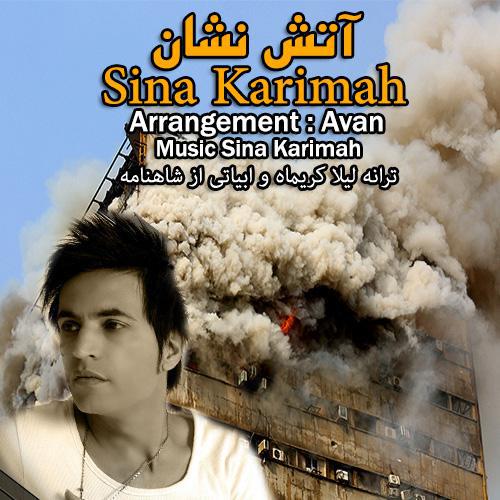 آتش نشان
Sina Karimah
Arrangement : Avan
Music Sina Karimah
ترانه لیلا کریماه و ابیاتی از شاهنامه